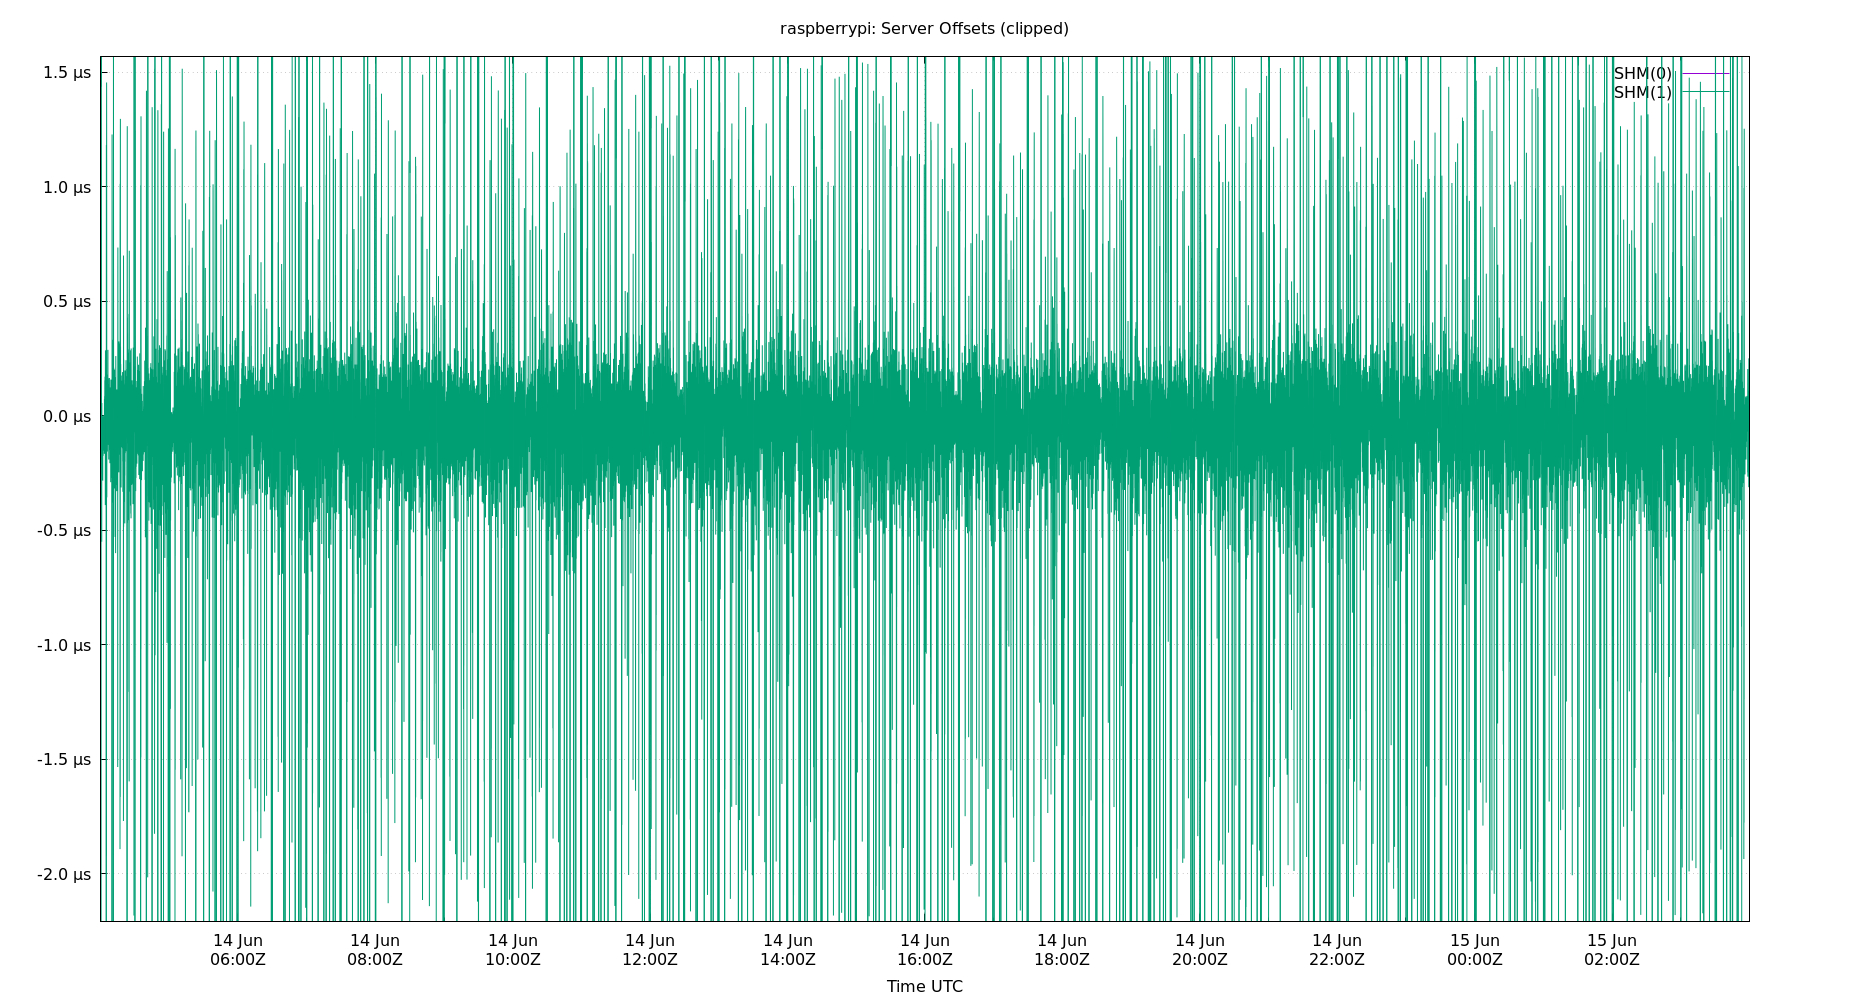 raspberrypi: Server Offsets (clipped)
1.5 µs
1.0 µs
0.5 µs
0.0 µs
-0.5 µs
-1.0 µs
-1.5 µs
-2.0 µs
SHM(0)
SHM(1)
14 Jun 14 Jun 14 Jun 14 Jun 14 Jun 14 Jun 14 Jun 14 Jun 14 Jun 15 Jun 15 Jun
06:00Z 08:00Z 10:00Z 12:00Z 14:00Z 16:00Z 18:00Z 20:00Z 22:00Z 00:00Z 02:00Z
Time UTC